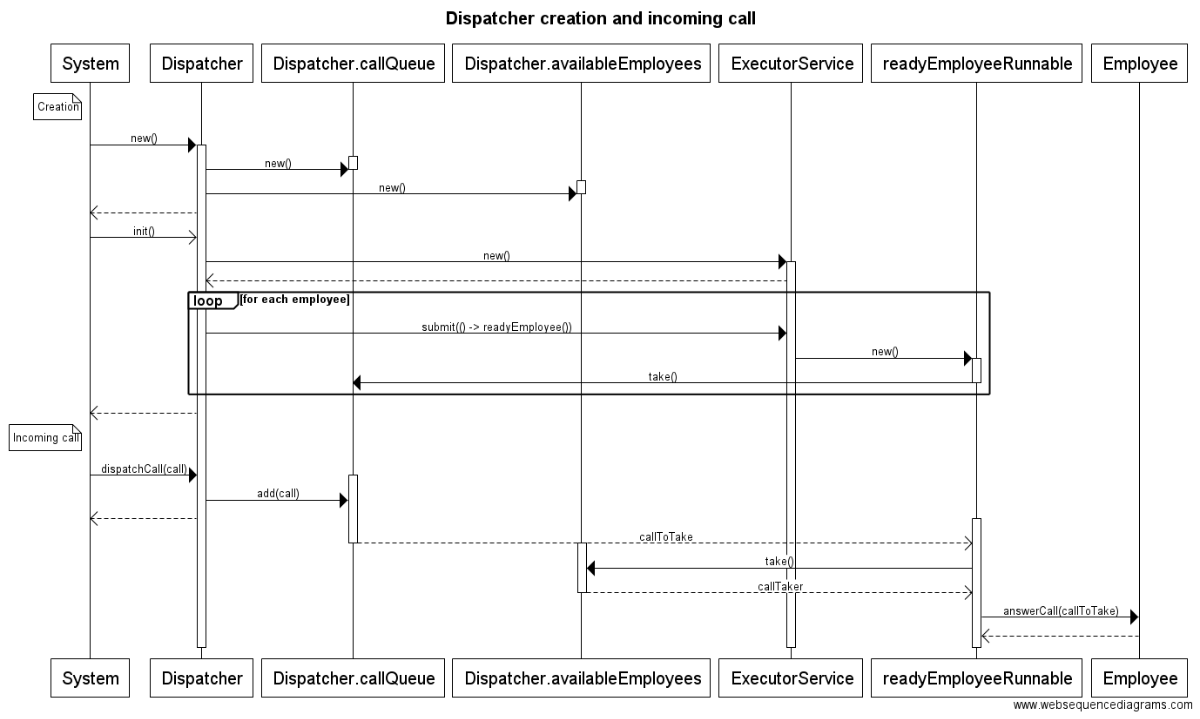 Dispatcher creation and incoming call
System
Dispatcher
Dispatcher.callQueue
Dispatcher.availableEmployees
ExecutorService
readyEmployeeRunnable
Employee
Creation
new()
new()
new()
init()
new()
loop
[for each employee]
submit(() -> readyEmployee())
new()
take()
Incoming call
dispatchCall(call)
add(call)
callToTake
take()
callTaker
answerCall(callToTake)
System
Dispatcher
Dispatcher.callQueue
Dispatcher.availableEmployees
ExecutorService
readyEmployeeRunnable
Employee
www.websequencediagrams.com